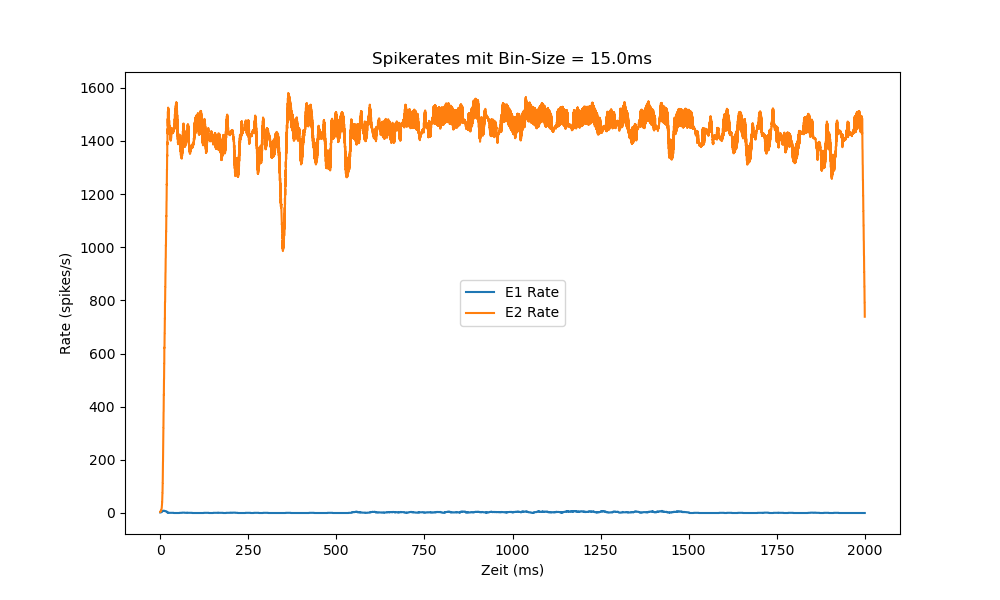 Spikerates mit Bin-Size = 15.0ms
Rate (spikes/s)
1600
1400
1200
1000
800
600
400
200
0
E1 Rate
E2 Rate
0 250 500 750 1000 1250 1500 1750 2000
Zeit (ms)